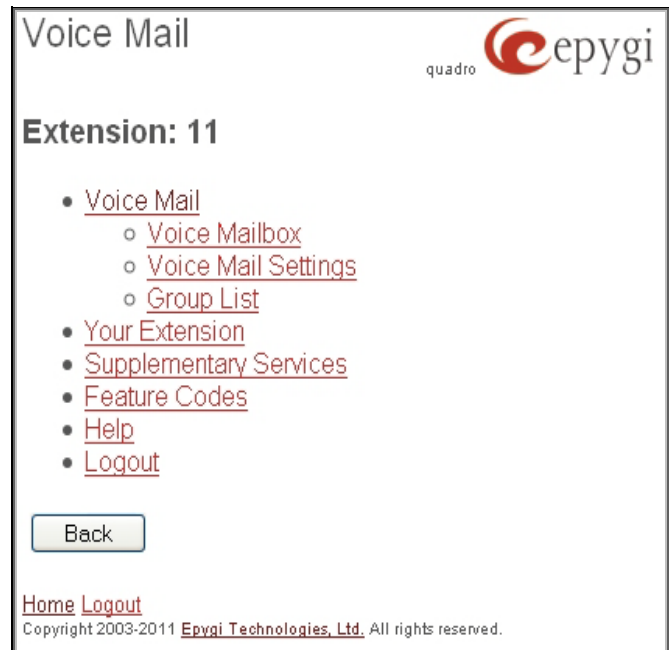 Voice Mail
quadro epygi
Extension: 11
Voice Mail
Voice Mailbox
Voice Mail Settings
Group List
Your Extension
Supplementary Services
Feature Codes
Help
Logout
Back
Home Logout
Copyright 2003-2011 Epygi Technologies, Ltd. All rights reserved.